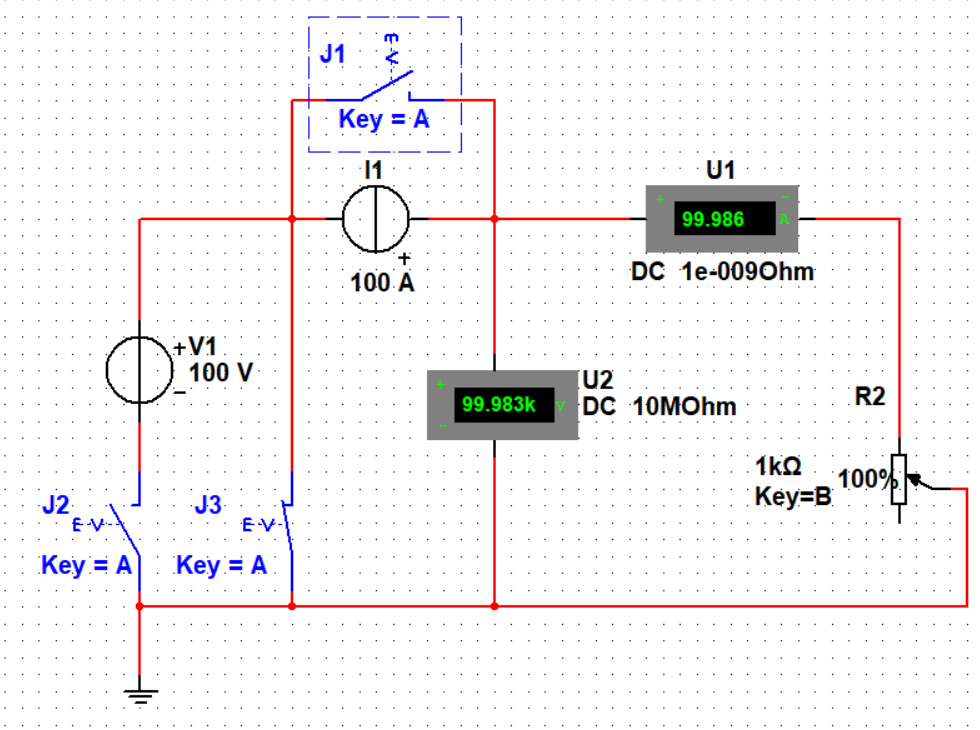 J1
Key = A
I1
+
100 A
U1
+
-
99.986
A
DC 1e-009Ohm
+
V1
100 V
-
+
-
99.983k
V
U2
DC 10MOhm
R2
1kΩ
100%
Key=B
J2
Key = A
J3
Key = A